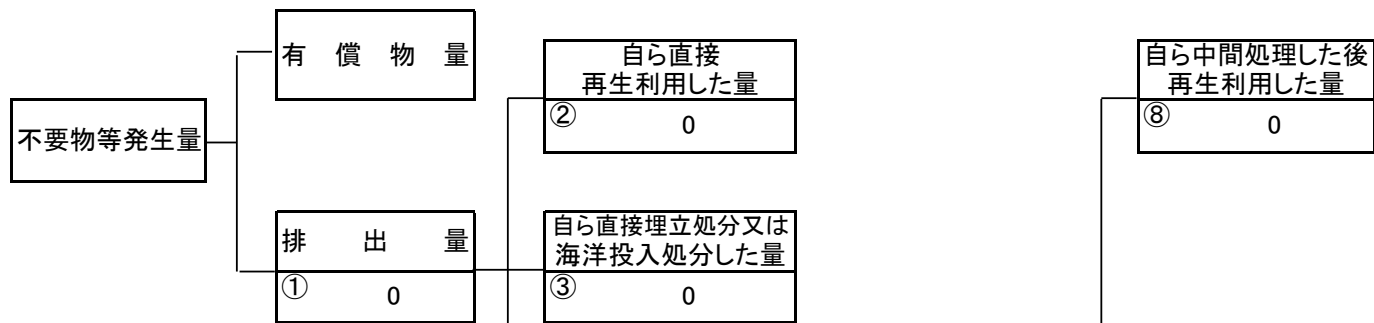 有償物量
自ら直接
再生利用した量
② 0
自ら中間処理した後
再生利用した量
⑧ 0
不要物等発生量
排出量
① 0
自ら直接埋立処分又は
海洋投入処分した量
③ 0